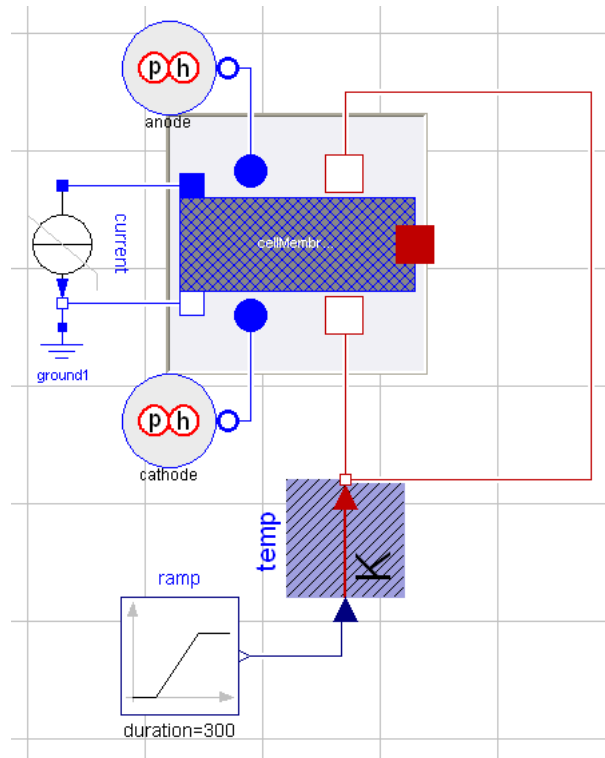 p h
anode
current
cellMembr...
ground1
p h
cathode
temp
K
ramp
duration=300